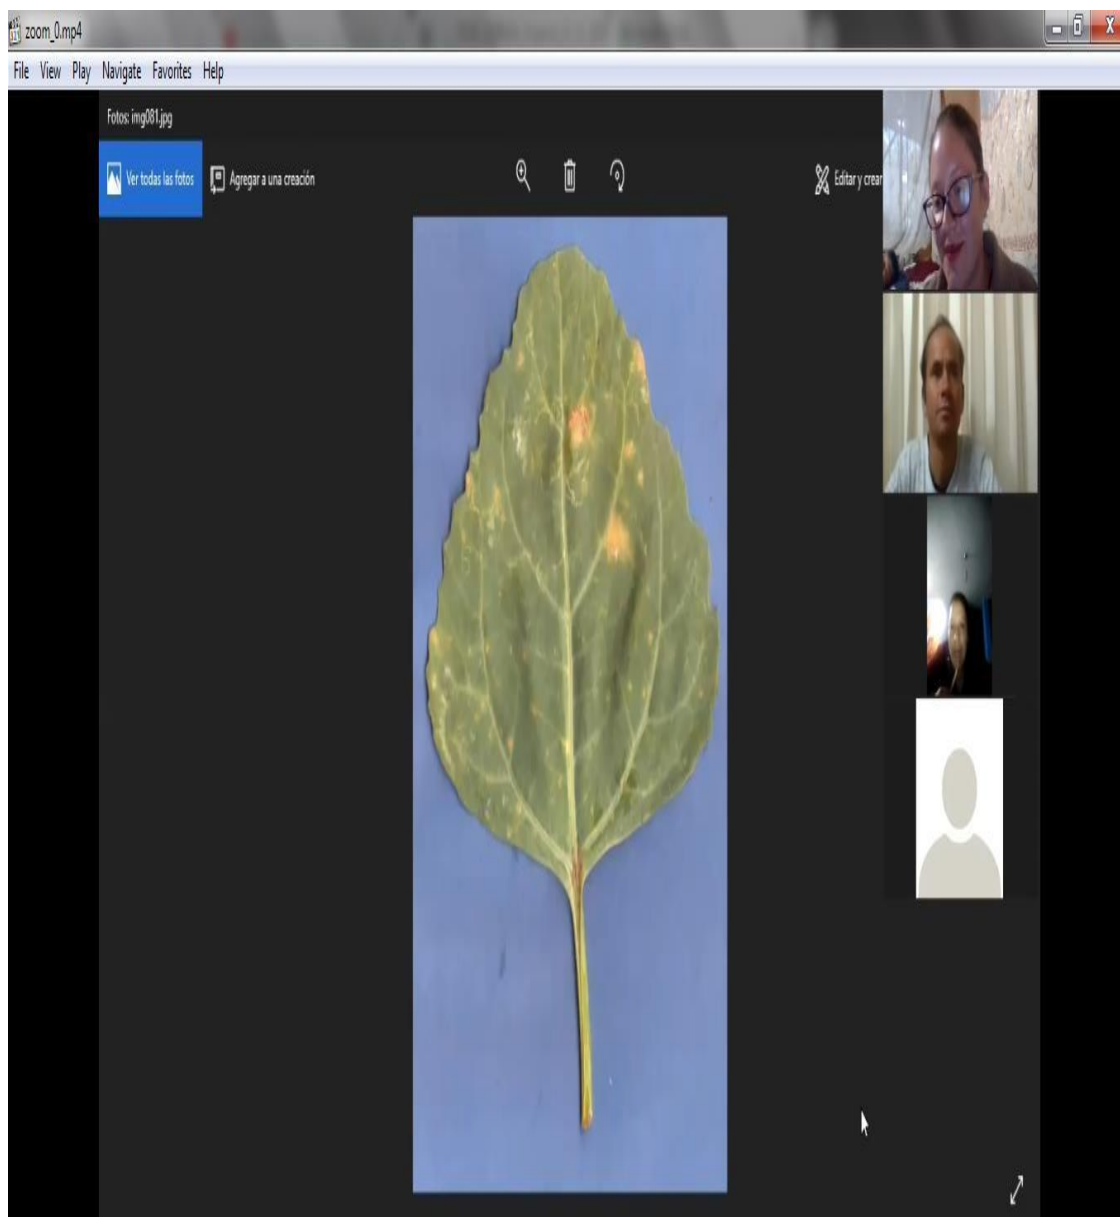 zoom_0.mp4
File View Play Navigate Favorites Help
Fotos: img081.jpg
Ver todas las fotos
Agregar a una creación
Editar y crear